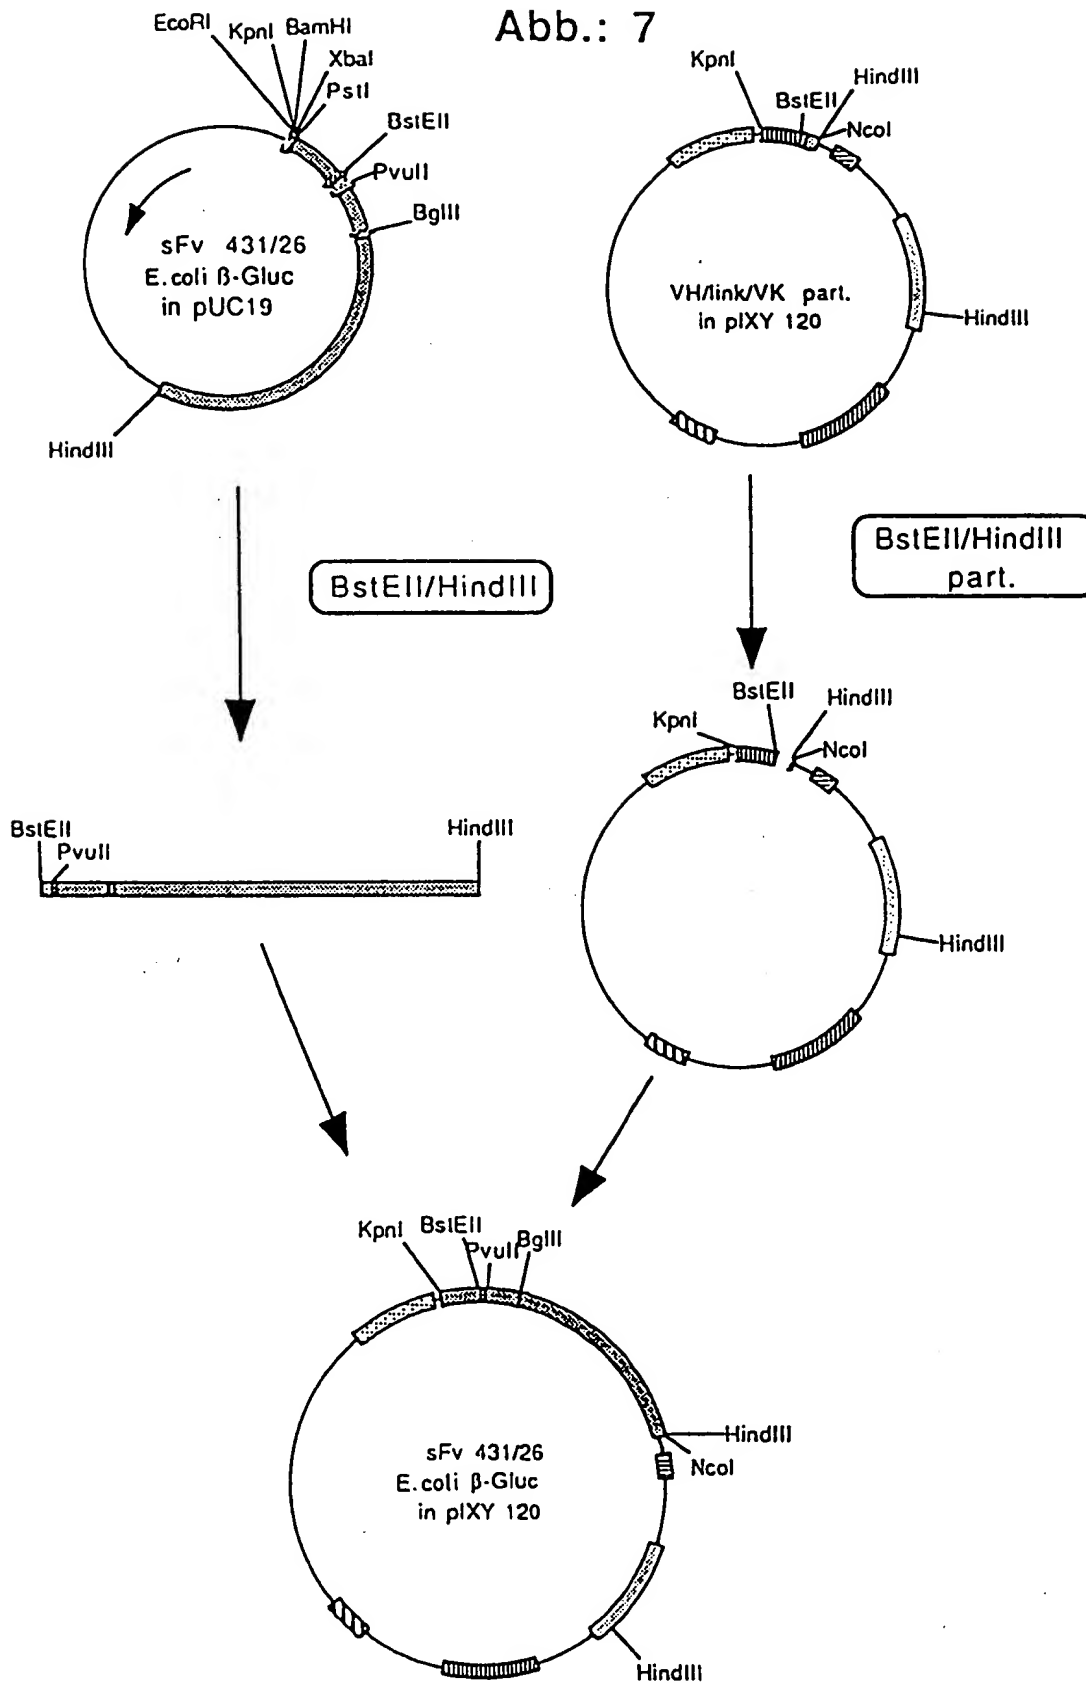 Abb.: 7
EcoRI
KpnI
BamHI
XbaI
PstI
BstEII
PvuII
BglII
sFv 431/26
E.coli ß-Gluc
in pUC19
HindIII
KpnI
BstEII
HindIII
NcoI
VH/link/VK part.
in pIXY 120
HindIII
BstEII/HindIII
BstEII/HindIII
part.
BstEII
PvuII
HindIII
KpnI
BstEII
HindIII
NcoI
HindIII
KpnI
BstEII
PvuII
BglII
sFv 431/26
E.coli β-Gluc
in pIXY 120
HindIII
NcoI
HindIII